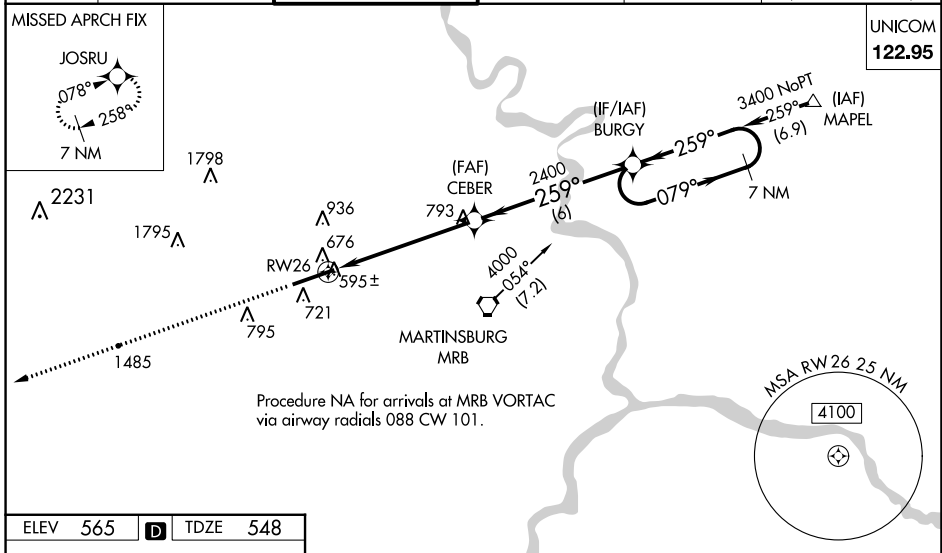 MISSED APRCH FIX
JOSRU
078°
258°
7 NM
UNICOM
122.95
3400 NoPT
259°
(6.9)
(IAF)
MAPEL
(IF/IAF)
BURGY
259°
079°
7 NM
1798
2231
1795
(FAF)
CEBER
2400
259°
(6)
793
936
676
RW26
595±
721
795
1485
4000
054°
(7.2)
MARTINSBURG
MRB
Procedure NA for arrivals at MRB VORTAC
via airway radials 088 CW 101.
MSA RW26 25 NM
4100
ELEV 565 D TDZE 548